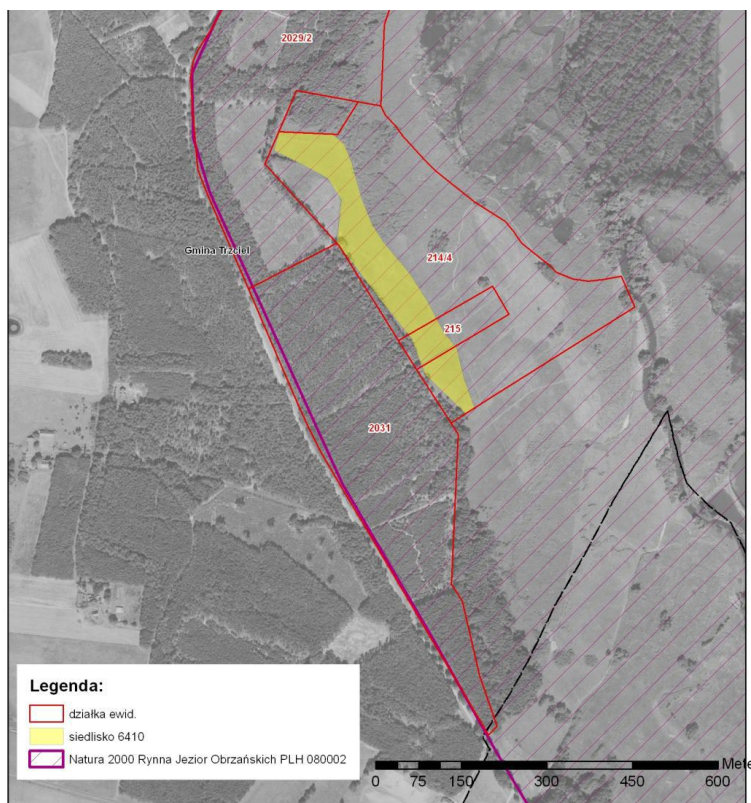 2029/2
Gmina Trzciel
214/4
215
2031
Legenda:
działka ewid.
siedlisko 6410
Natura 2000 Rynna Jezior Obrzańskich PLH 080002
Mete
0 75 150 300 450 600